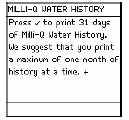 MILLI-Q WATER HISTORY
Press ✓ to print 31 days
of Milli-Q Water History.
We suggest that you print
a maximum of one month of
history at a time. +